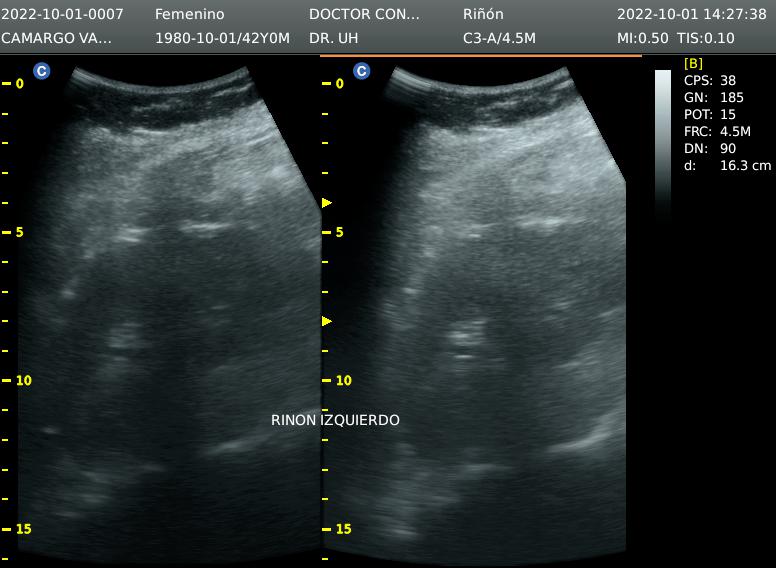 2022-10-01-0007 Femenino DOCTOR CON... Riñón 2022-10-01 14:27:38
CAMARGO VA... 1980-10-01/42Y0M DR. UH C3-A/4.5M MI:0.50 TIS:0.10
C C [B]
0 0 CPS: 38
GN: 185
POT: 15
FRC: 4.5M
DN: 90
d: 16.3 cm
5 5
10 10
RINON IZQUIERDO
15 15